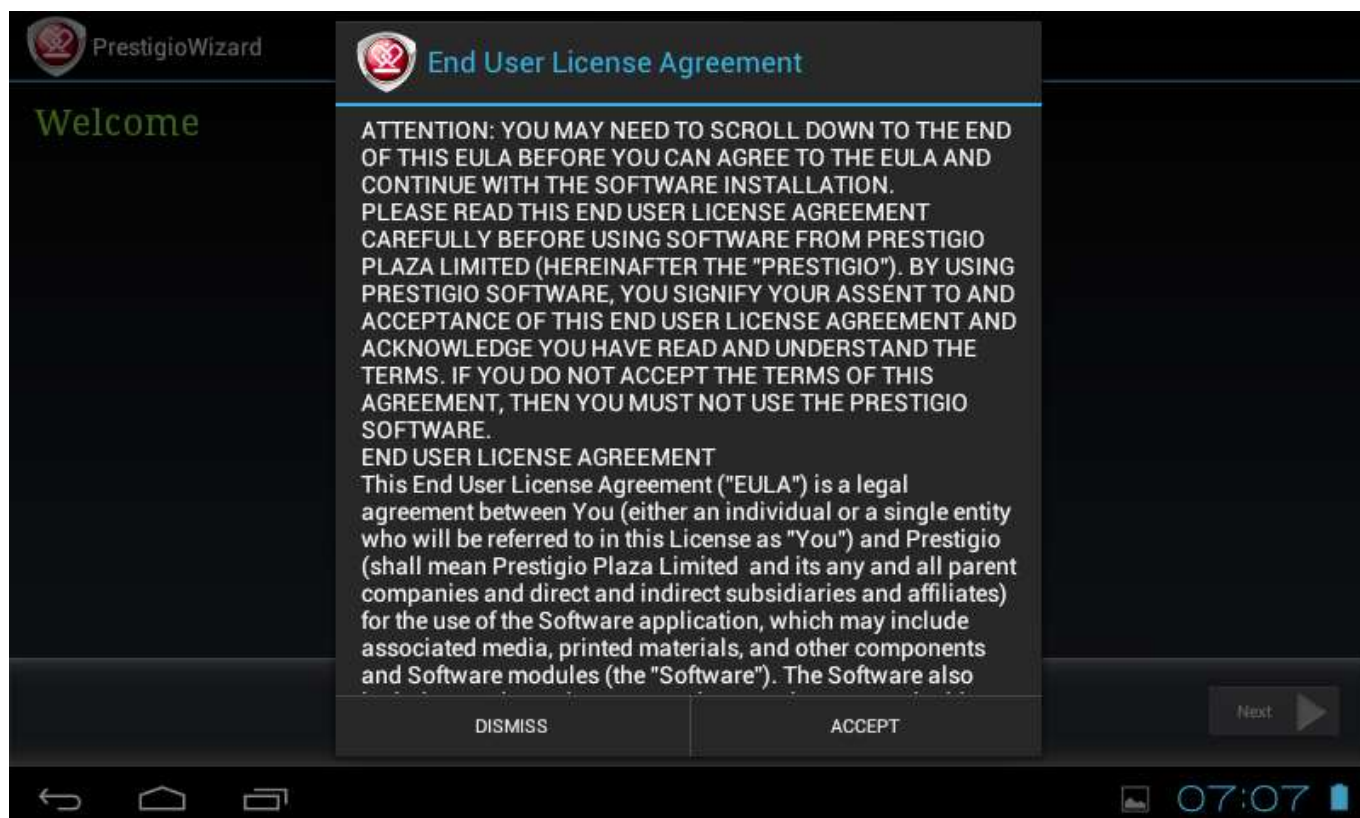 PrestigioWizard
Welcome
End User License Agreement
ATTENTION: YOU MAY NEED TO SCROLL DOWN TO THE END
OF THIS EULA BEFORE YOU CAN AGREE TO THE EULA AND
CONTINUE WITH THE SOFTWARE INSTALLATION.
PLEASE READ THIS END USER LICENSE AGREEMENT
CAREFULLY BEFORE USING SOFTWARE FROM PRESTIGIO
PLAZA LIMITED (HEREINAFTER THE "PRESTIGIO"). BY USING
PRESTIGIO SOFTWARE, YOU SIGNIFY YOUR ASSENT TO AND
ACCEPTANCE OF THIS END USER LICENSE AGREEMENT AND
ACKNOWLEDGE YOU HAVE READ AND UNDERSTAND THE
TERMS. IF YOU DO NOT ACCEPT THE TERMS OF THIS
AGREEMENT, THEN YOU MUST NOT USE THE PRESTIGIO
SOFTWARE.
END USER LICENSE AGREEMENT
This End User License Agreement ("EULA") is a legal
agreement between You (either an individual or a single entity
who will be referred to in this License as "You") and Prestigio
(shall mean Prestigio Plaza Limited  and its any and all parent
companies and direct and indirect subsidiaries and affiliates)
for the use of the Software application, which may include
associated media, printed materials, and other components
and Software modules (the "Software"). The Software also
DISMISS
ACCEPT
Next
07:07